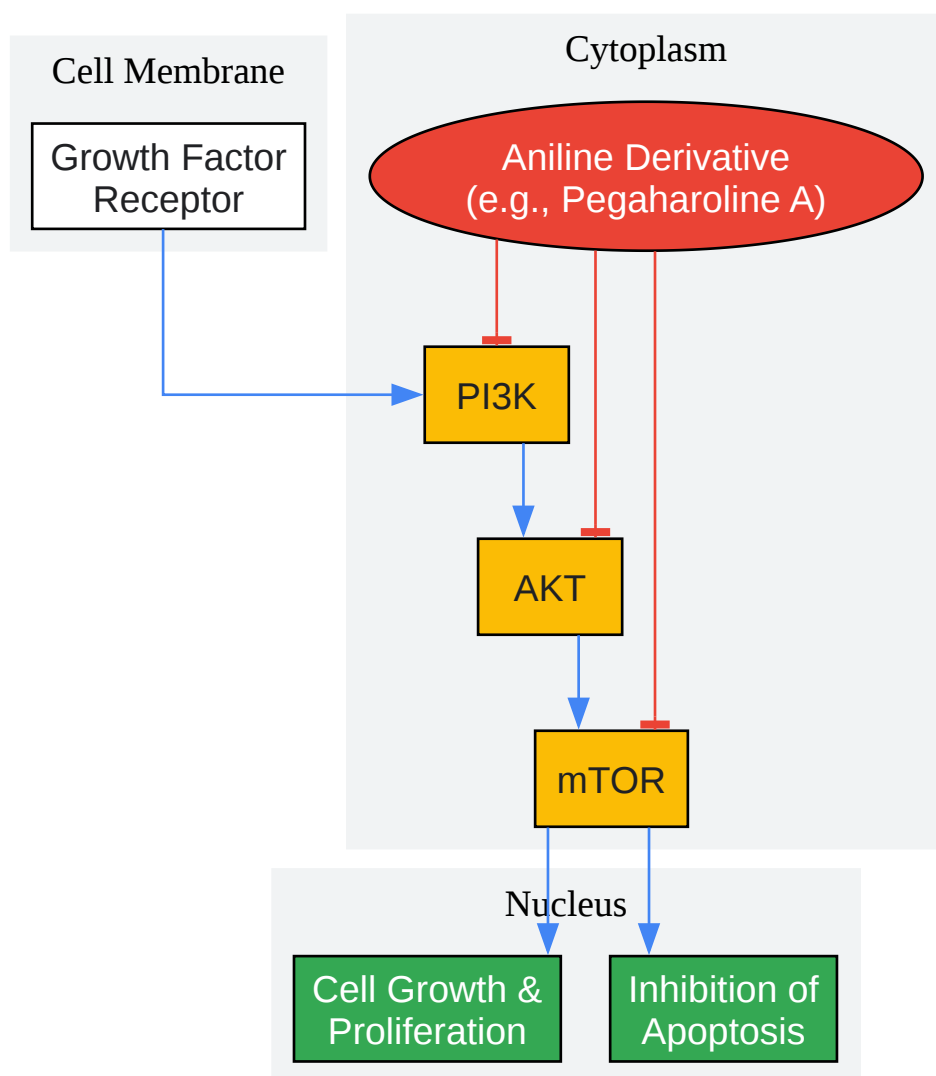 Cell Membrane
Growth Factor
Receptor
Cytoplasm
Aniline Derivative
(e.g., Pegaharoline A)
PI3K
AKT
mTOR
Nucleus
Cell Growth &
Proliferation
Inhibition of
Apoptosis